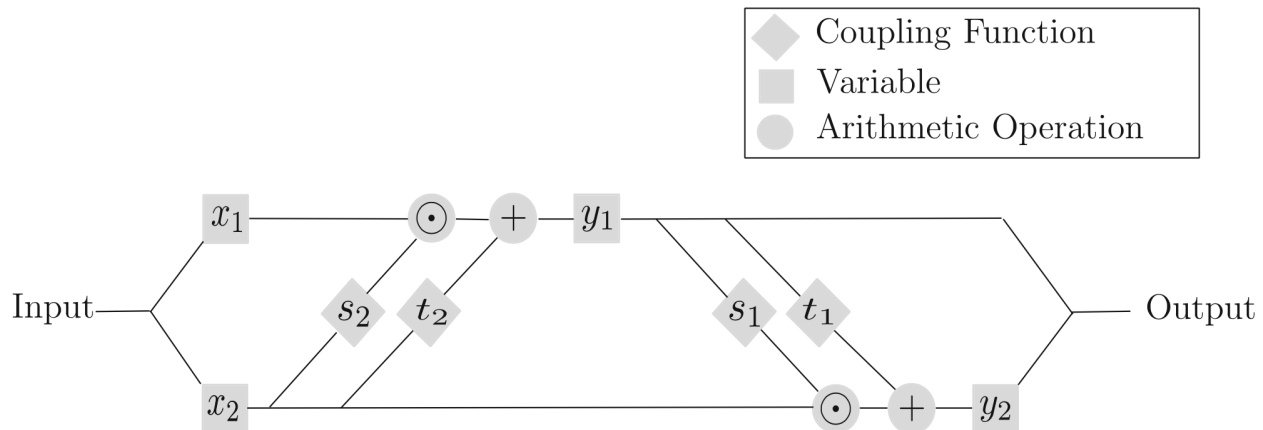 Coupling Function
Variable
Arithmetic Operation
x₁ ⊙ + y₁
Input s₂ t₂ s₁ t₁ Output
x₂ ⊙ + y₂